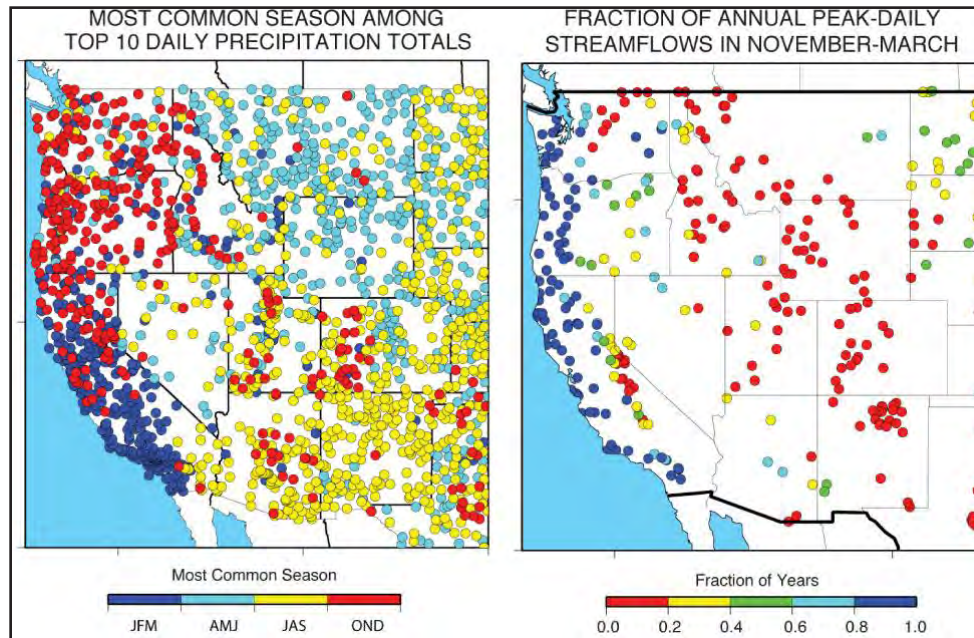 MOST COMMON SEASON AMONG
TOP 10 DAILY PRECIPITATION TOTALS
FRACTION OF ANNUAL PEAK-DAILY
STREAMFLOWS IN NOVEMBER-MARCH
Most Common Season
JFM AMJ JAS OND
Fraction of Years
0.0 0.2 0.4 0.6 0.8 1.0